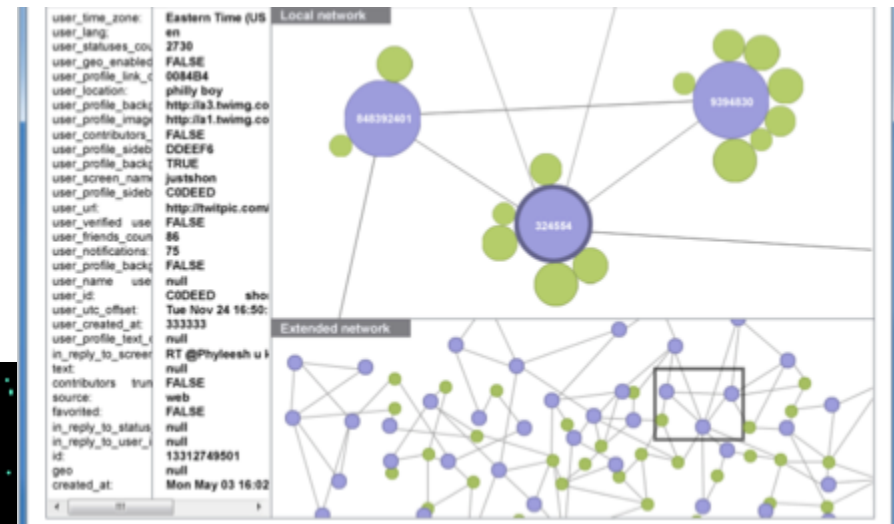 user_time_zone: Eastern Time (US
user_lang: en
user_statuses_cou 2730
user_geo_enabled FALSE
user_profile_link_c 0084B4
user_location: philly boy
user_profile_backg http://a3.twimg.co
user_profile_image http://a1.twimg.co
user_contributors_ FALSE
user_profile_sideb DDEEF6
user_profile_backg TRUE
user_screen_name justshon
user_profile_sideb C0DEED
user_url: http://twitpic.com/
user_verified use FALSE
user_friends_coun 86
user_notifications: 75
user_profile_backg FALSE
user_name use null
user_id: C0DEED sho
user_utc_offset: Tue Nov 24 16:50:
user_created_at: 333333
user_profile_text_c null
in_reply_to_screer RT @Phyleesh u k
text: null
contributors trun FALSE
source: web
favorited: FALSE
in_reply_to_status_ null
in_reply_to_user_i null
id: 13312749501
geo null
created_at: Mon May 03 16:02
Local network
848392401
9394830
324554
Extended network